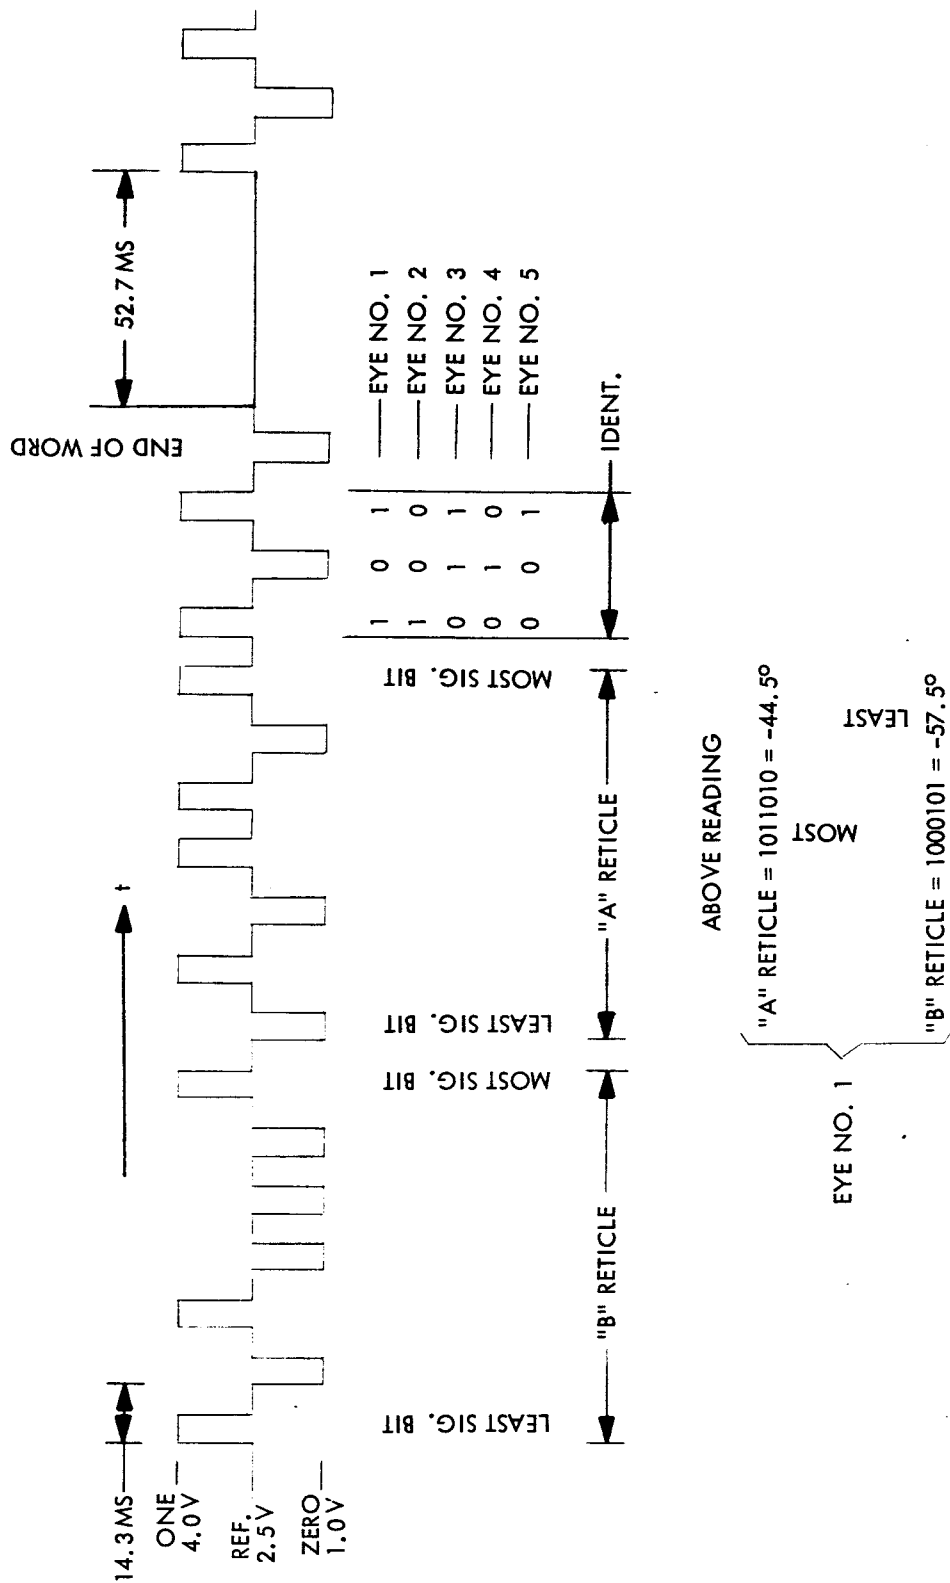 14.3 MS
t
52.7 MS
ONE
4.0 V
REF.
2.5 V
ZERO
1.0 V
END OF WORD
LEAST SIG. BIT
MOST SIG. BIT
LEAST SIG. BIT
MOST SIG. BIT
1 0 1 EYE NO. 1
1 0 0 EYE NO. 2
0 1 1 EYE NO. 3
0 1 0 EYE NO. 4
0 0 1 EYE NO. 5
"B" RETICLE
"A" RETICLE
IDENT.
ABOVE READING
EYE NO. 1
"A" RETICLE = 1011010 = -44.5°
MOST
LEAST
"B" RETICLE = 1000101 = -57.5°